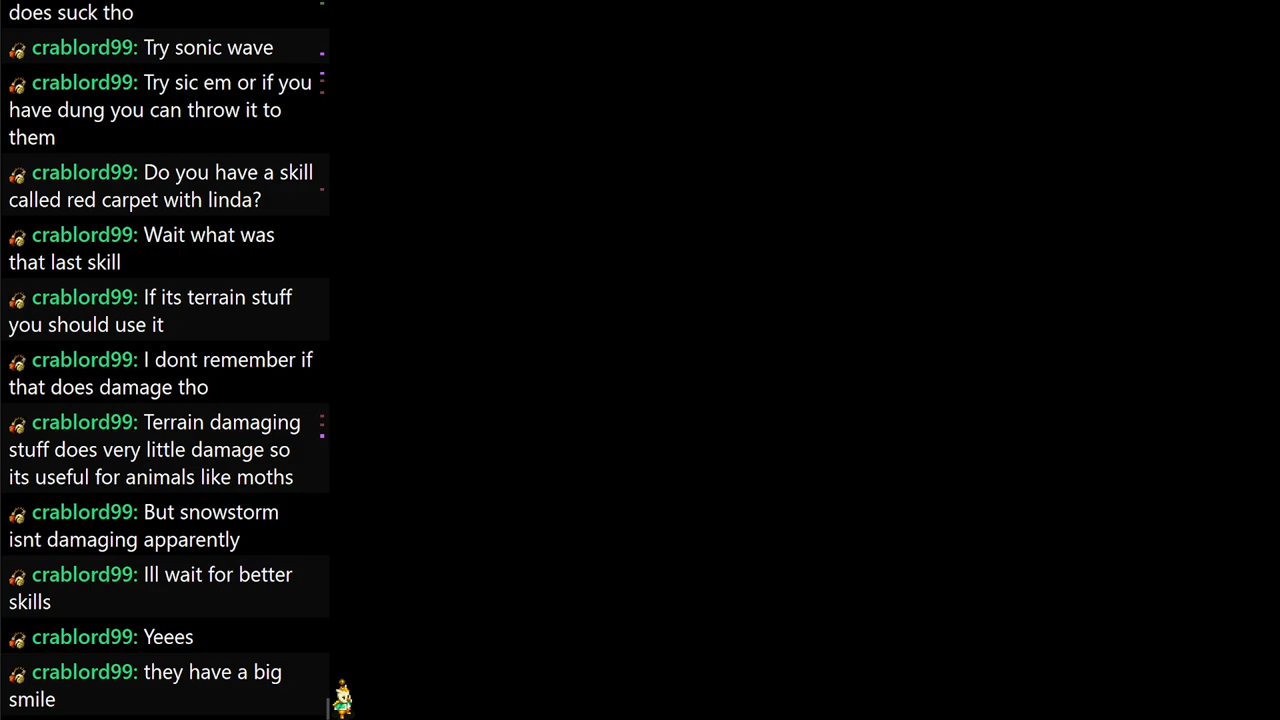 does suck tho
crablord99: Try sonic wave
crablord99: Try sic em or if you
have dung you can throw it to
them
crablord99: Do you have a skill
called red carpet with linda?
crablord99: Wait what was
that last skill
crablord99: If its terrain stuff
you should use it
crablord99: I dont remember if
that does damage tho
crablord99: Terrain damaging
stuff does very little damage so
its useful for animals like moths
crablord99: But snowstorm
isnt damaging apparently
crablord99: Ill wait for better
skills
crablord99: Yeees
crablord99: they have a big
smile